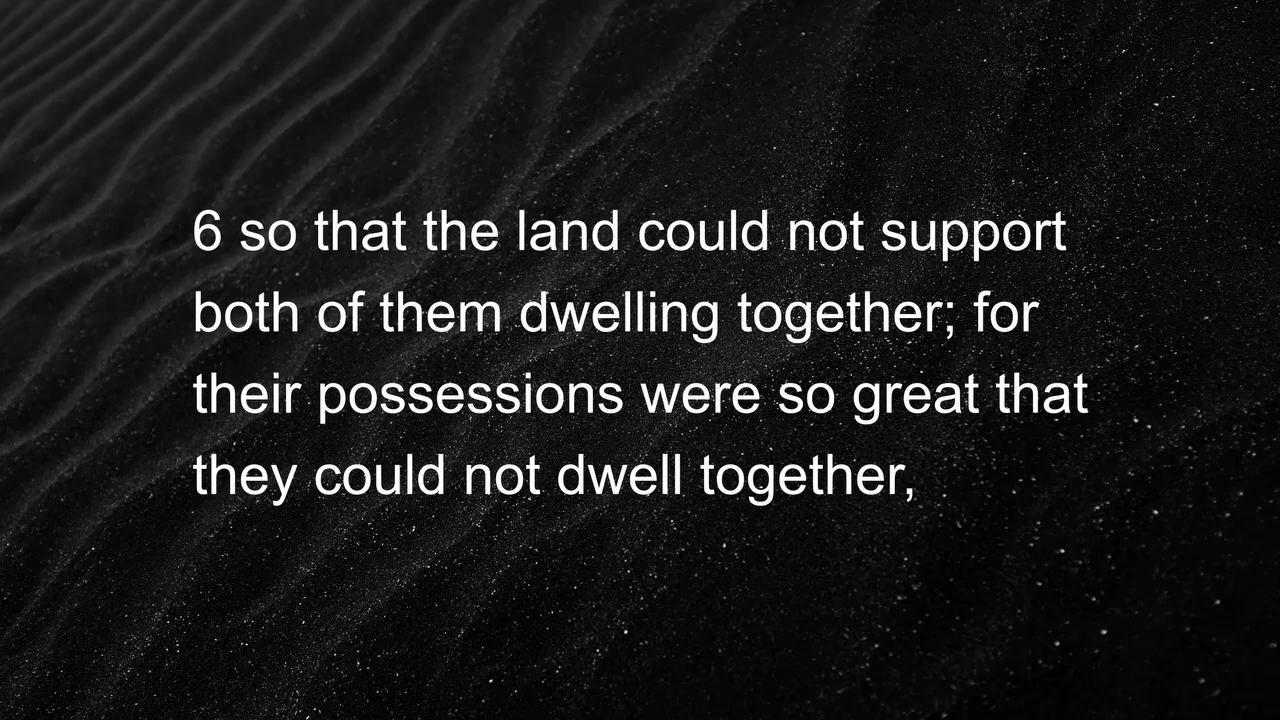 6 so that the land could not support
both of them dwelling together; for
their possessions were so great that
they could not dwell together,